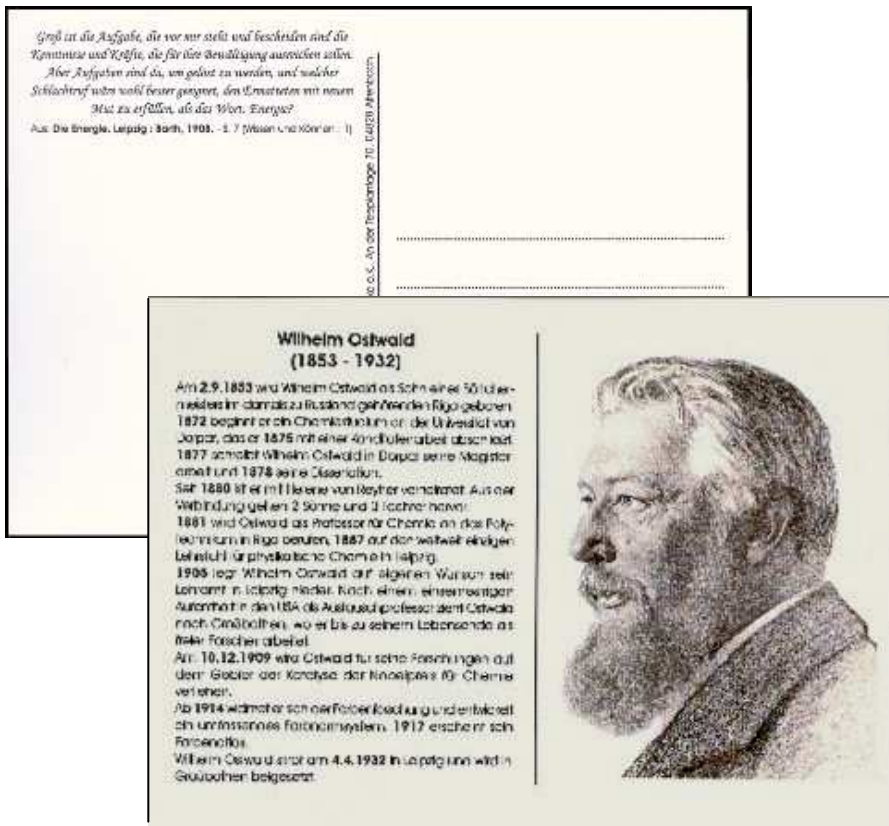 Groß ist die Aufgabe, die vor mir steht und bescheiden sind die
Kenntnisse und Kräfte, die für ihre Bewältigung ausreichen sollen.
Aber Aufgaben sind da, um gelöst zu werden, und welcher
Schlachtruf wäre wohl besser geeignet, den Ermatteten mit neuem
Mut zu erfüllen, als das Wort: Energie?
Aus: Die Energie. Leipzig : Barth, 1908. - S. 7 (Wissen und Können ; 1)
o.k., An der Teeplantage 70, 04828 Altenbach
Wilhelm Ostwald
(1853 - 1932)
Am 2.9.1853 wird Wilhelm Ostwald als Sohn eines Böttcher-
meisters im damals zu Russland gehörenden Riga geboren.
1872 beginnt er ein Chemiestudium an der Universität von
Dorpat, das er 1875 mit einer Kandidatenarbeit abschließt.
1877 schreibt Wilhelm Ostwald in Dorpat seine Magister-
arbeit und 1878 seine Dissertation.
Seit 1880 ist er mit Helene von Reyher verheiratet. Aus der
Verbindung gehen 2 Söhne und 3 Töchter hervor.
1881 wird Ostwald als Professor für Chemie an das Poly-
technikum in Riga berufen, 1887 auf den weltweit einzigen
Lehrstuhl für physikalische Chemie in Leipzig.
1905 legt Wilhelm Ostwald auf eigenen Wunsch sein
Lehramt in Leipzig nieder. Nach einem einsemestrigen
Aufenthalt in den USA als Austauschprofessor zieht Ostwald
nach Großbothen, wo er bis zu seinem Lebensende als
freier Forscher arbeitet.
Am 10.12.1909 wird Ostwald für seine Forschungen auf
dem Gebiet der Katalyse der Nobelpreis für Chemie
verliehen.
Ab 1914 widmet er sich der Farbenforschung und entwickelt
ein umfassendes Farbnormsystem. 1917 erscheint sein
Farbenatlas.
Wilhelm Ostwald stirbt am 4.4.1932 in Leipzig und wird in
Großbothen beigesetzt.